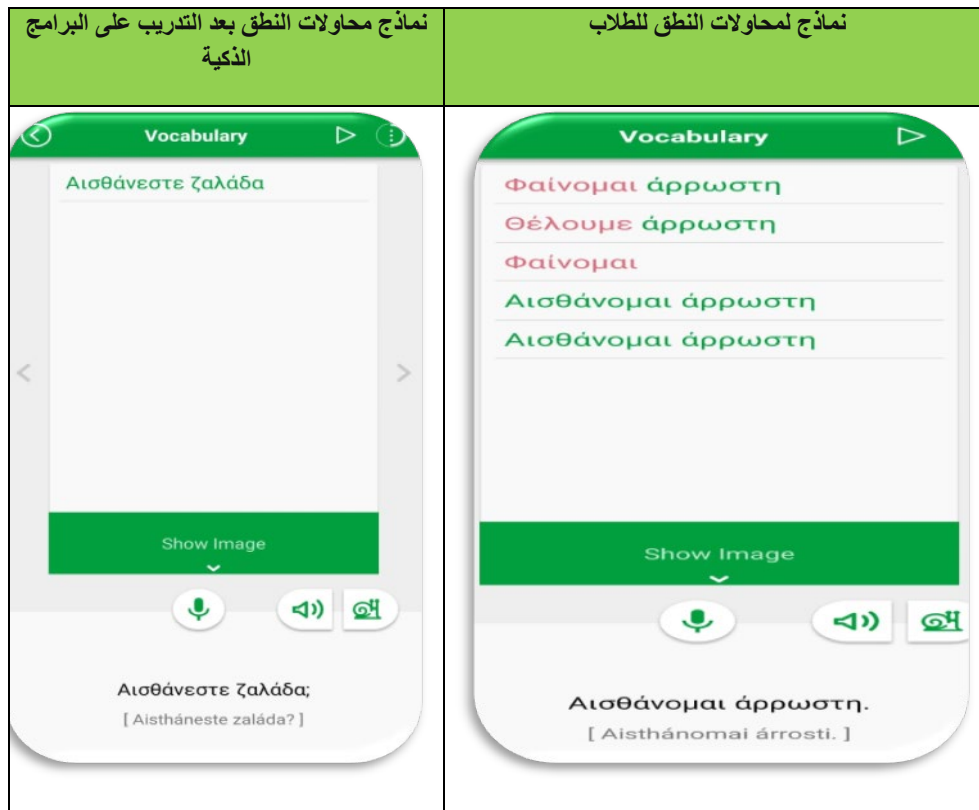 نماذج لمحاولات النطق للطلاب
نماذج محاولات النطق بعد التدريب على البرامج
الذكية
Vocabulary
Φαίνομαι άρρωστη
Θέλουμε άρρωστη
Φαίνομαι
Αισθάνομαι άρρωστη
Αισθάνομαι άρρωστη
Show Image
Αισθάνομαι άρρωστη.
[ Aisthánomai árrosti. ]
Vocabulary
Αισθάνεστε ζαλάδα
Show Image
Αισθάνεστε ζαλάδα;
[ Aistháneste zaláda? ]